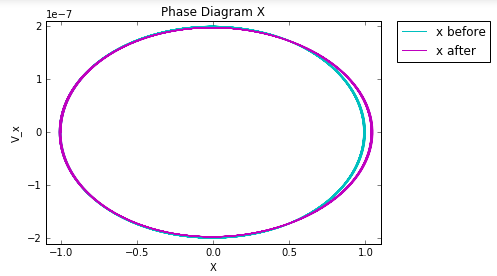 Phase Diagram X
1e−7
x before
x after
2
1
0
−1
−2
V_x
−1.0
−0.5
0.0
0.5
1.0
X